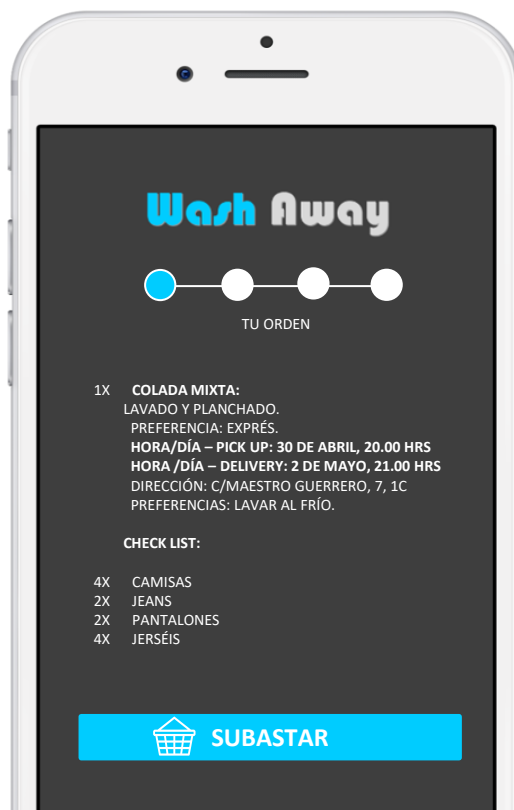 Wash Away
TU ORDEN
1X COLADA MIXTA:
LAVADO Y PLANCHADO.
PREFERENCIA: EXPRÉS.
HORA/DÍA – PICK UP: 30 DE ABRIL, 20.00 HRS
HORA /DÍA – DELIVERY: 2 DE MAYO, 21.00 HRS
DIRECCIÓN: C/MAESTRO GUERRERO, 7, 1C
PREFERENCIAS: LAVAR AL FRÍO.
CHECK LIST:
4X CAMISAS
2X JEANS
2X PANTALONES
4X JERSÉIS
SUBASTAR